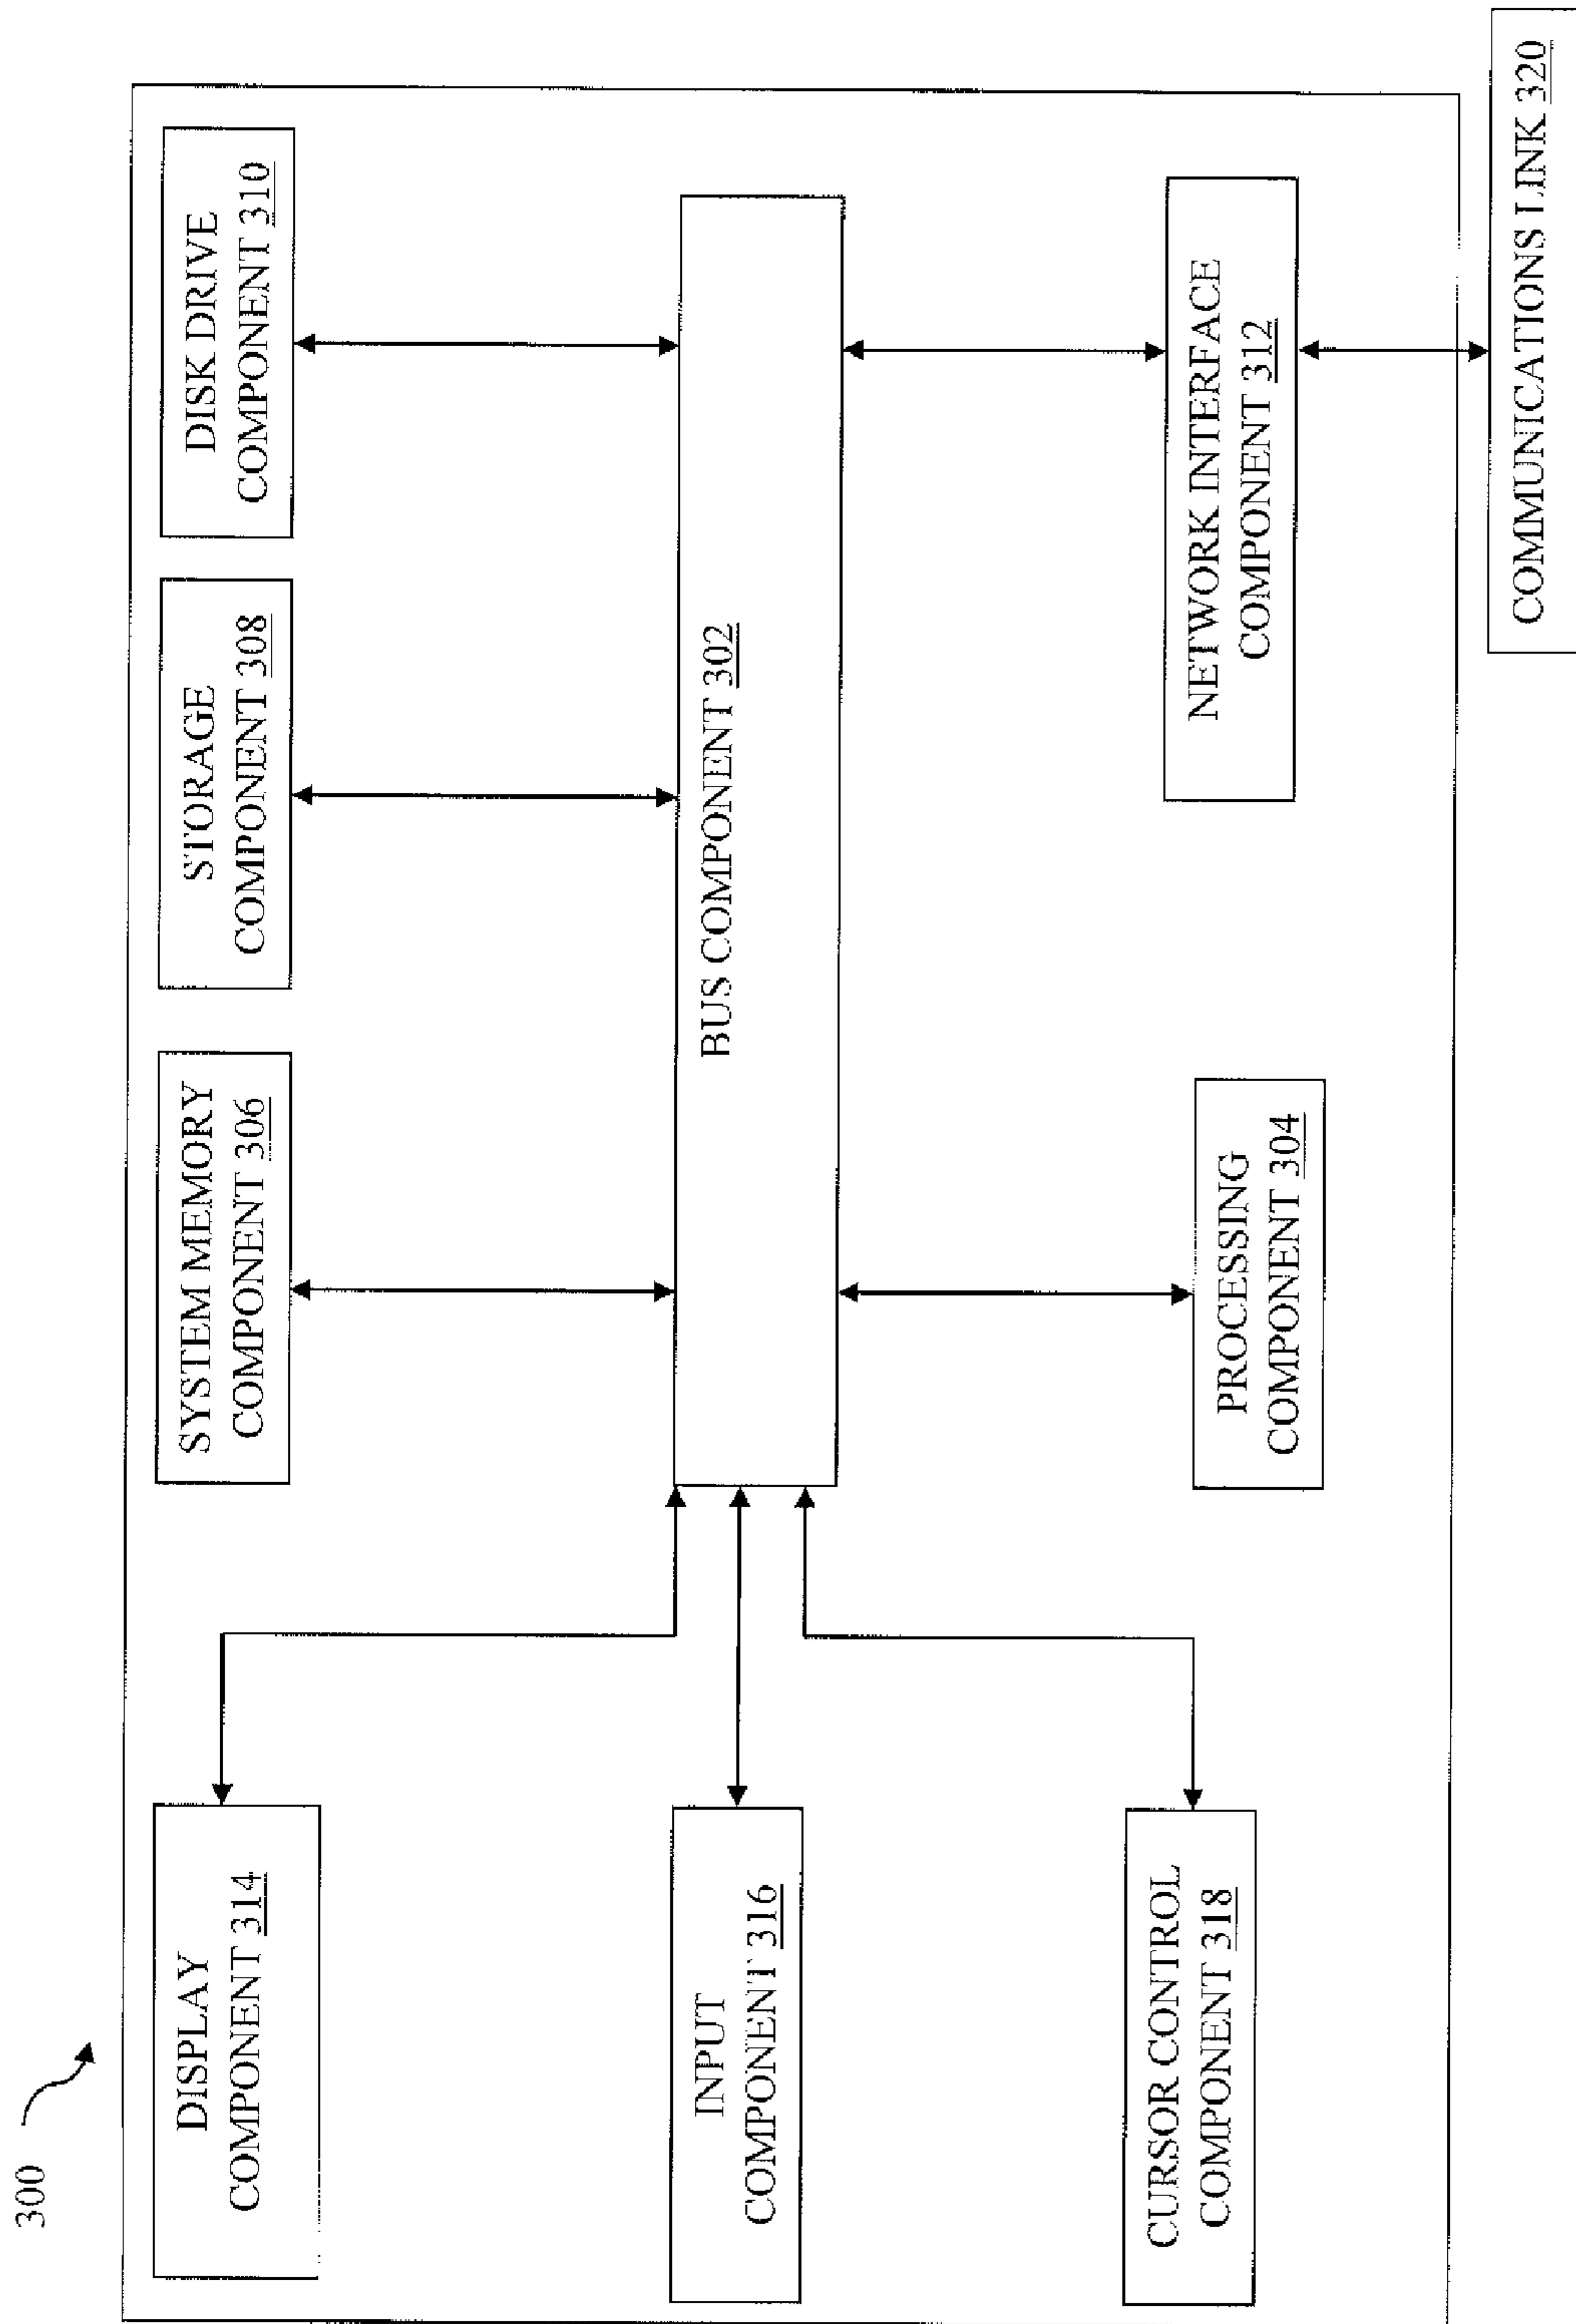 300
DISPLAY
COMPONENT 314
SYSTEM MEMORY
COMPONENT 306
STORAGE
COMPONENT 308
DISK DRIVE
COMPONENT 310
INPUT
COMPONENT 316
BUS COMPONENT 302
CURSOR CONTROL
COMPONENT 318
PROCESSING
COMPONENT 304
NETWORK INTERFACE
COMPONENT 312
COMMUNICATIONS LINK 320